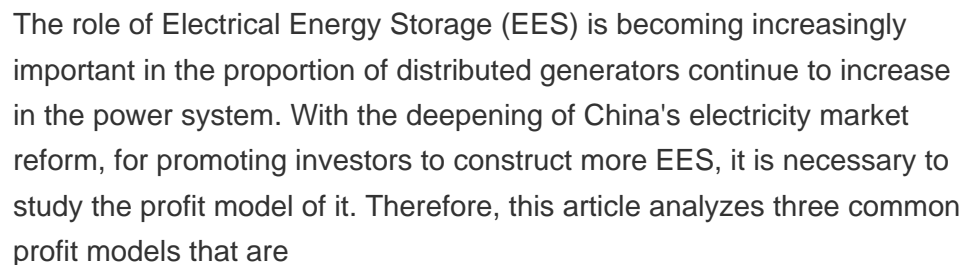 The role of Electrical Energy Storage (EES) is becoming increasingly
important in the proportion of distributed generators continue to increase
in the power system. With the deepening of China's electricity market
reform, for promoting investors to construct more EES, it is necessary to
study the profit model of it. Therefore, this article analyzes three common
profit models that are